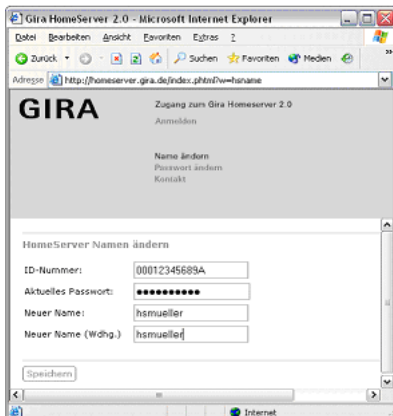 Gira HomeServer 2.0 - Microsoft Internet Explorer
Datei Bearbeiten Ansicht Favoriten Extras ?
Zurück Suchen Favoriten Medien
Adresse http://homeserver.gira.de/index.phtml?w=hsname
GIRA
Zugang zum Gira Homeserver 2.0
Anmelden
Name ändern
Passwort ändern
Kontakt
HomeServer Namen ändern
ID-Nummer: 00012345689A
Aktuelles Passwort: ●●●●●●●●●●
Neuer Name: hsmueller
Neuer Name (Wdhg.) hsmueller
Speichern
Internet